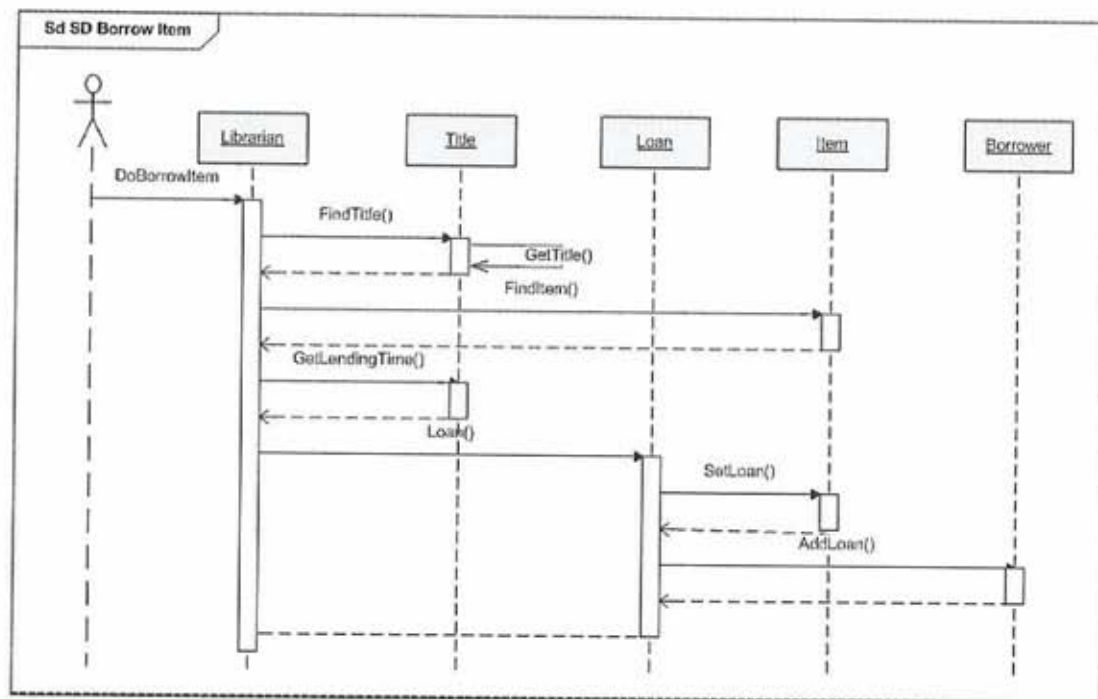 Sd SD Borrow Item
Librarian
Title
Loan
Item
Borrower
DoBorrowItem
FindTitle()
GetTitle()
FindItem()
GetLendingTime()
Loan()
SetLoan()
AddLoan()